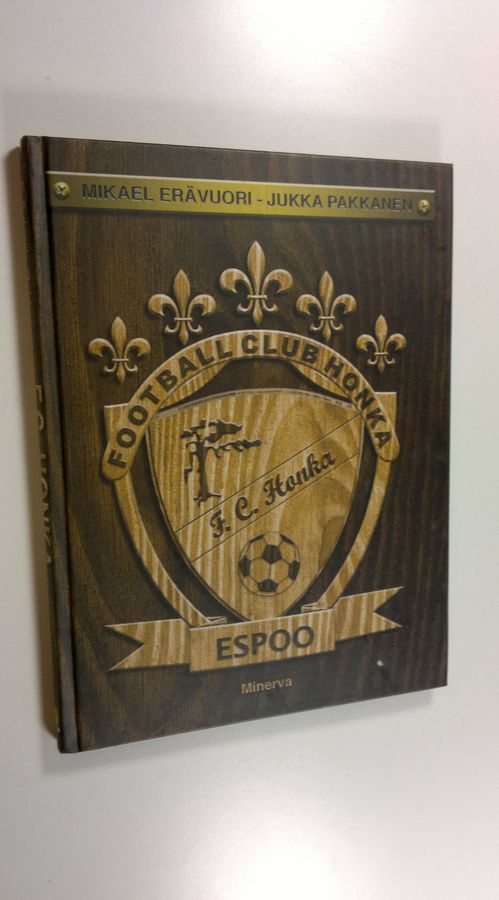 MIKAEL ERÄVUORI - JUKKA PAKKANEN
FOOTBALL CLUB HONKA
F. C. Honka
ESPOO
Minerva
F.C. HONKA